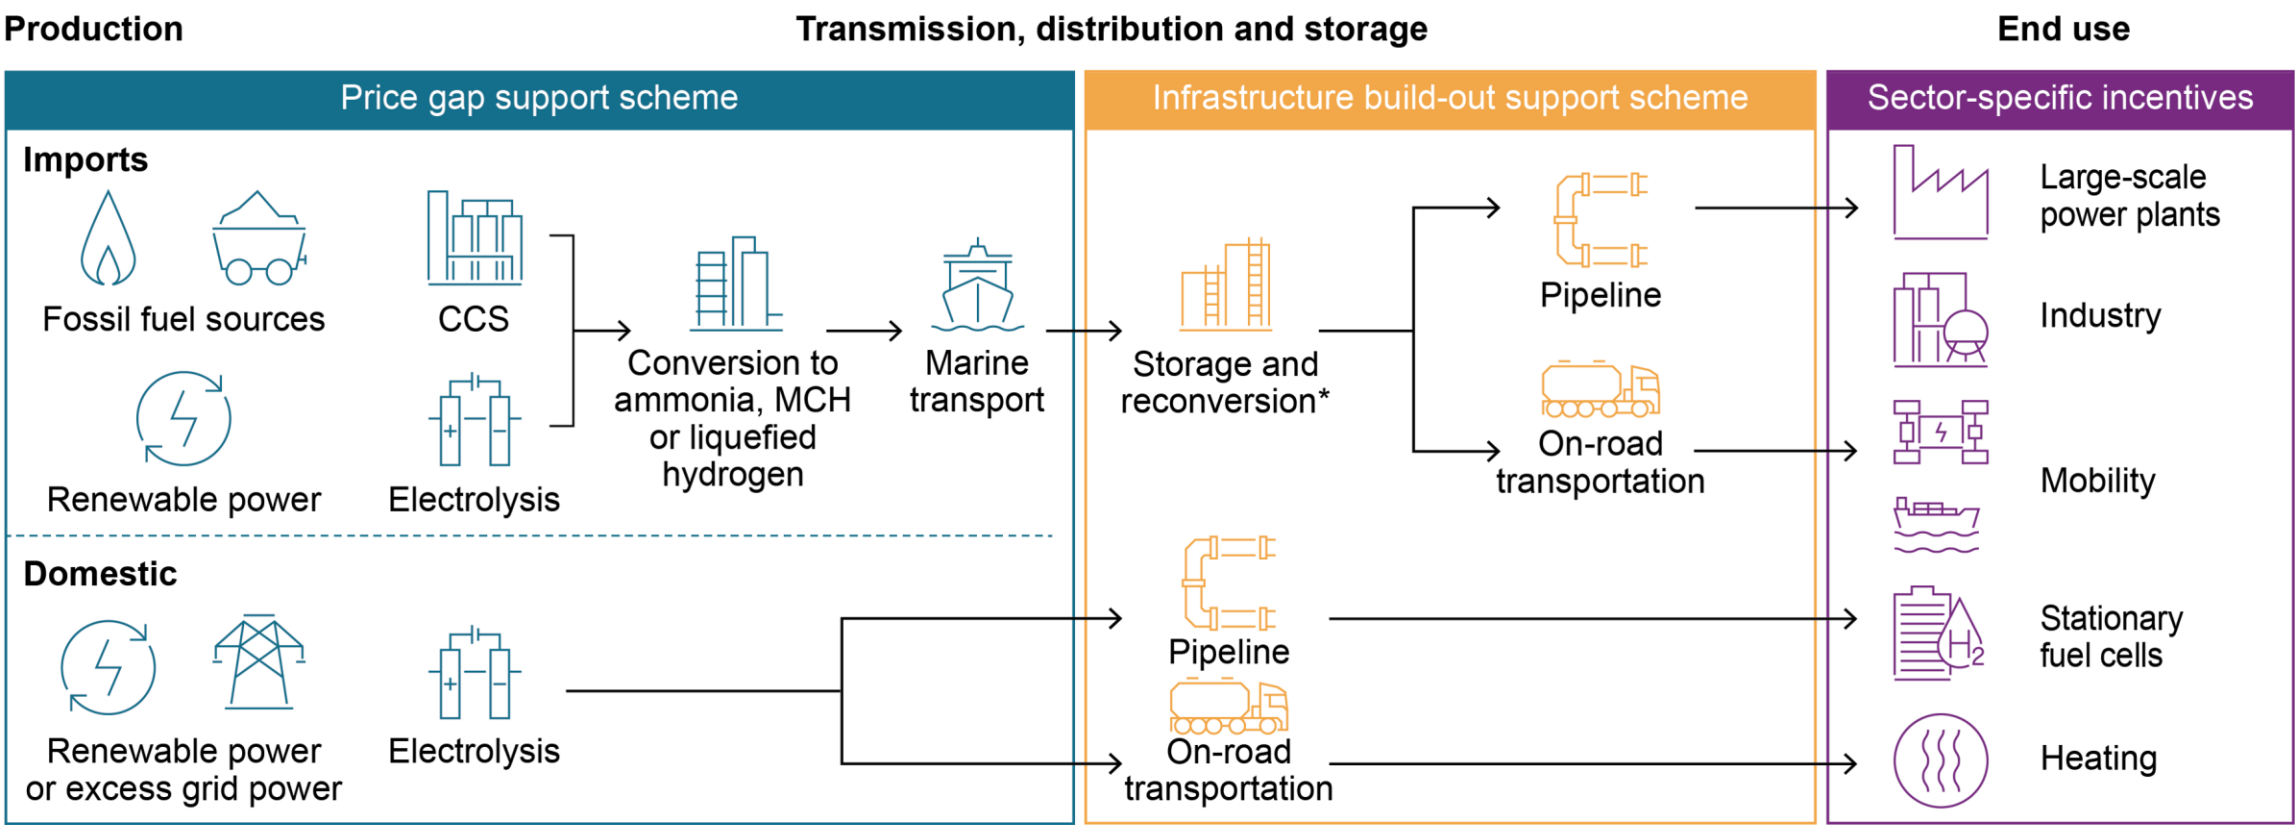 Production
Transmission, distribution and storage
End use
Price gap support scheme
Infrastructure build-out support scheme
Sector-specific incentives
Imports
Fossil fuel sources
CCS
Renewable power
Electrolysis
Conversion to
ammonia, MCH
or liquefied
hydrogen
Marine
transport
Storage and
reconversion*
Pipeline
On-road
transportation
Large-scale
power plants
Industry
Mobility
Domestic
Renewable power
or excess grid power
Electrolysis
Pipeline
On-road
transportation
Stationary
fuel cells
H2
Heating